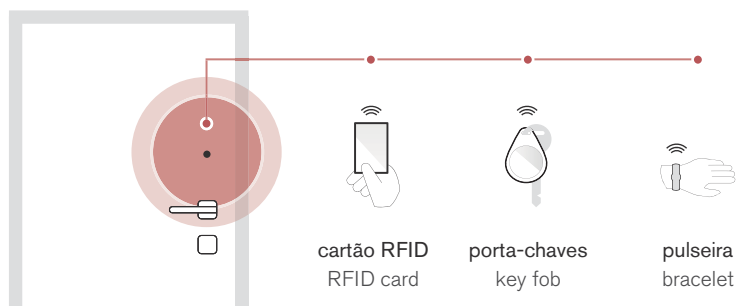 cartão RFID
RFID card
porta-chaves
key fob
pulseira
bracelet